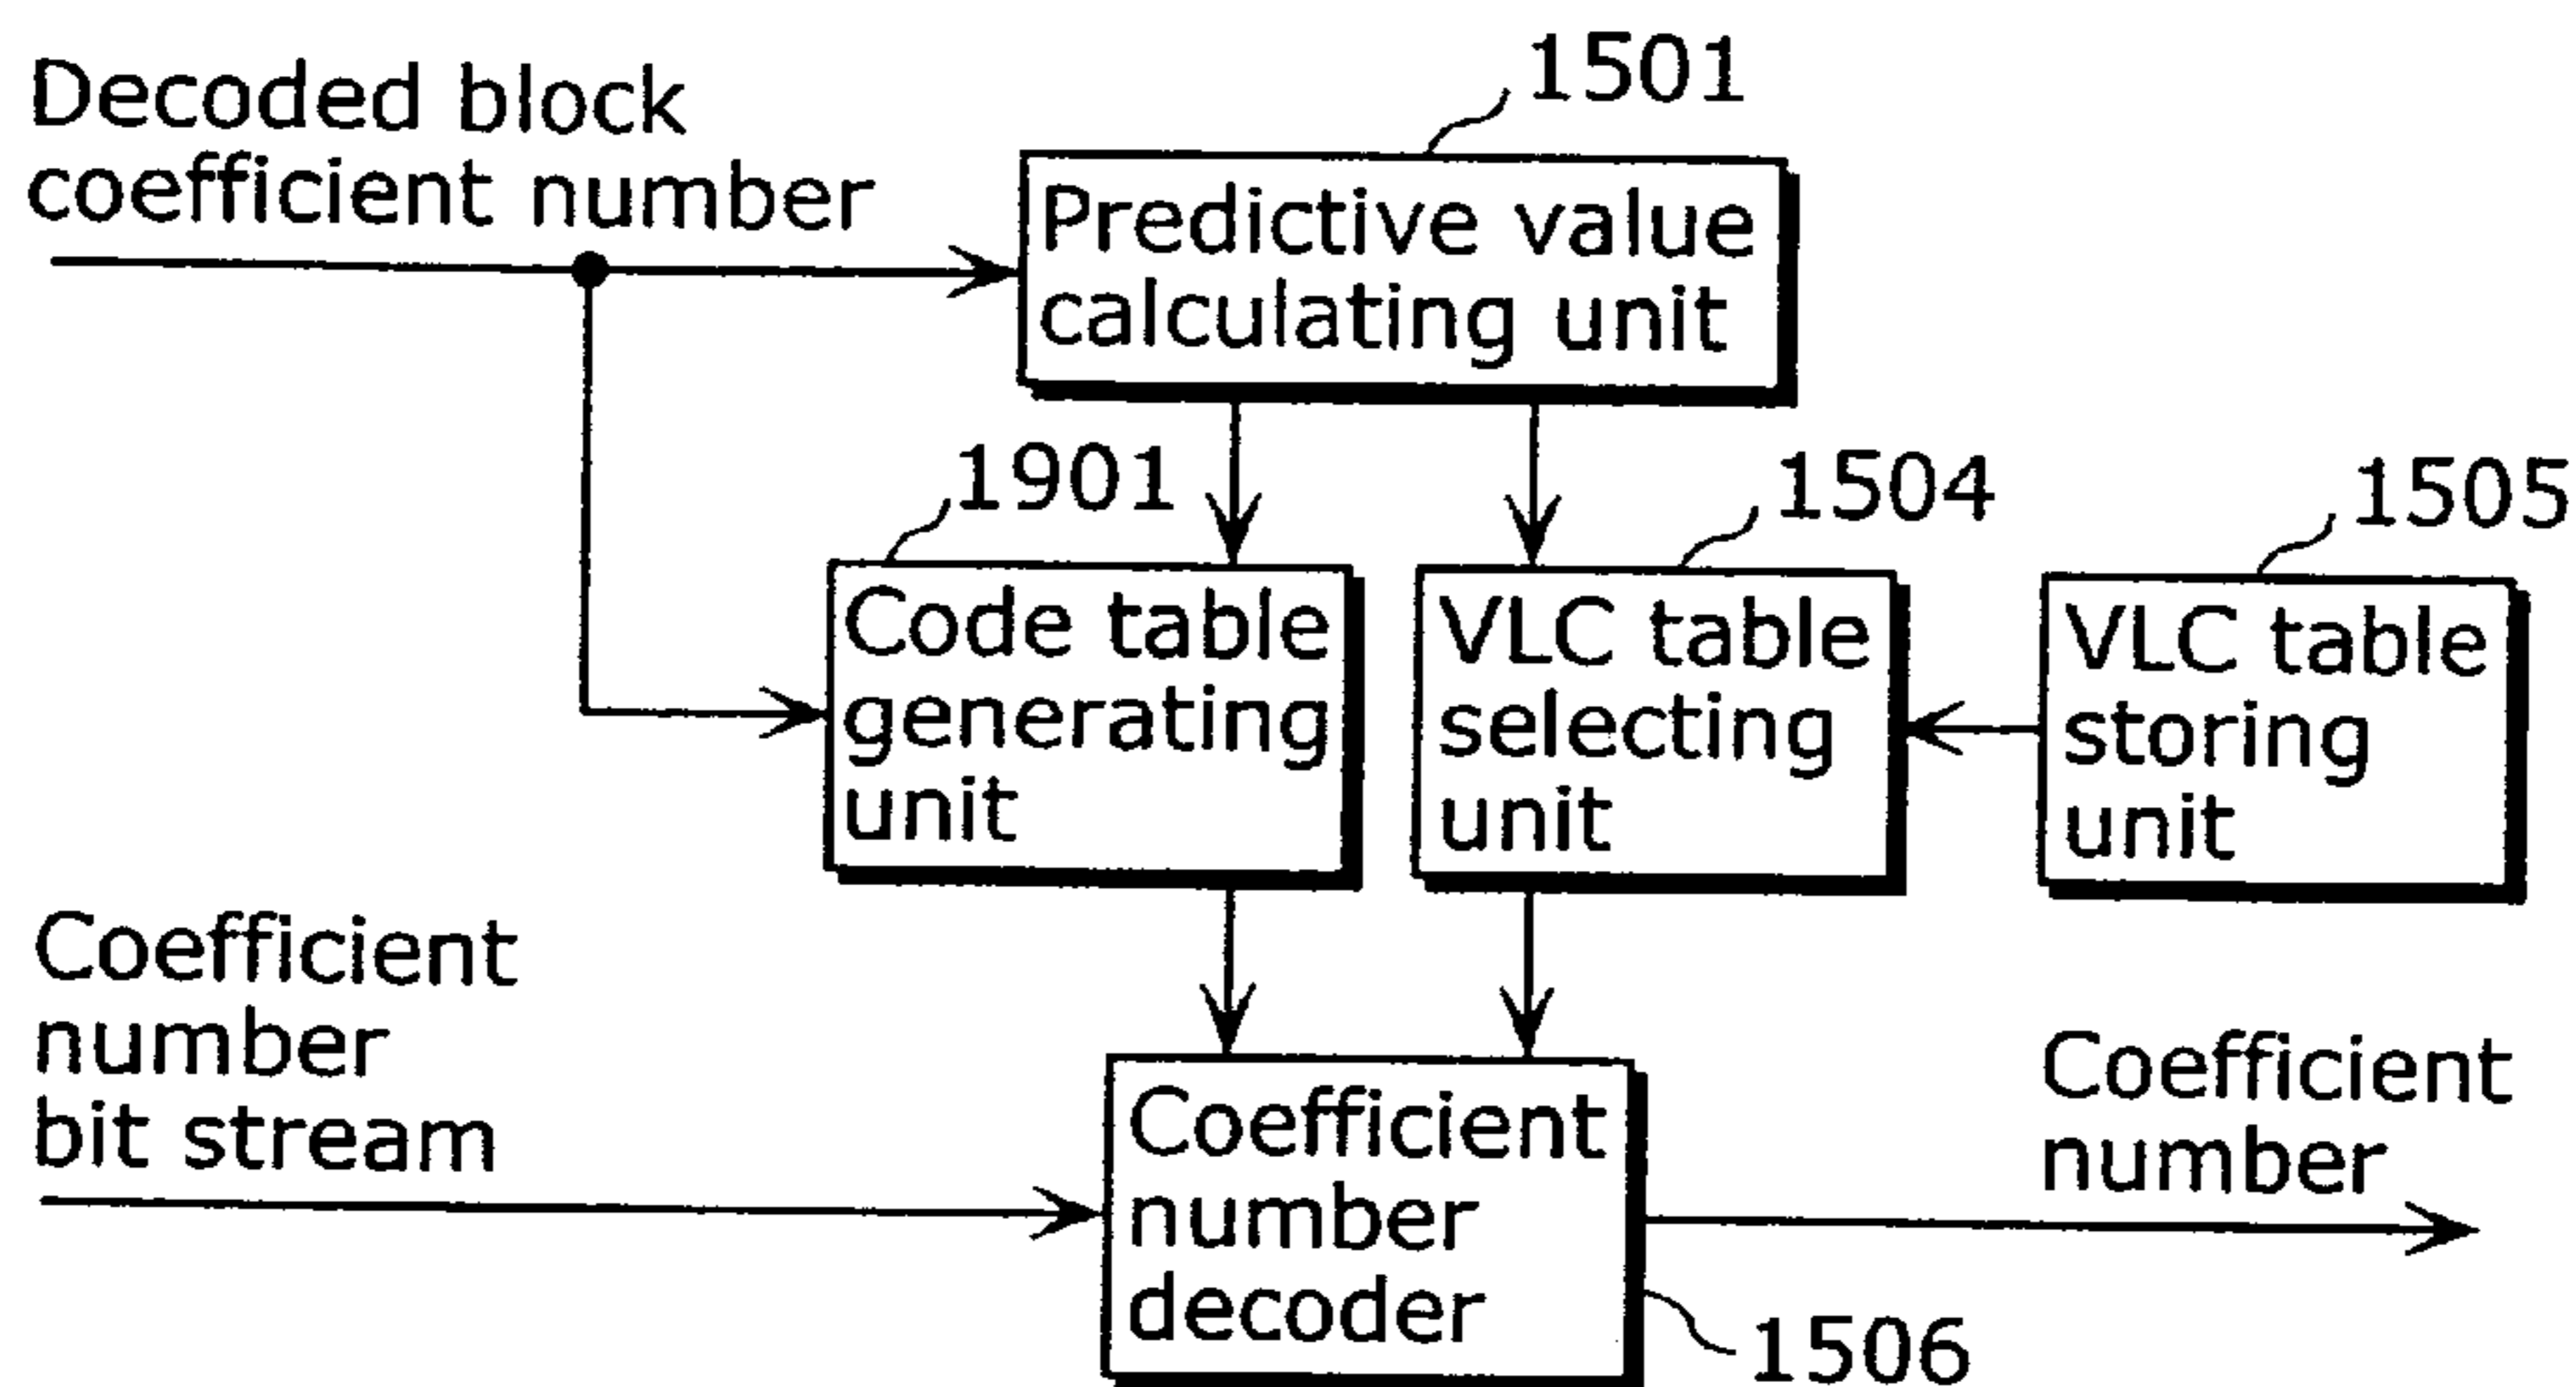 Decoded block
coefficient number
1501
Predictive value
calculating unit
1901
1504
1505
Code table
generating
unit
VLC table
selecting
unit
VLC table
storing
unit
Coefficient
number
bit stream
Coefficient
number
decoder
Coefficient
number
1506